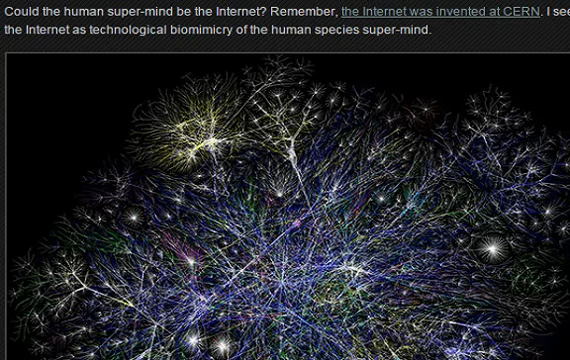 Could the human super-mind be the Internet? Remember, the Internet was invented at CERN. I see
the Internet as technological biomimicry of the human species super-mind.